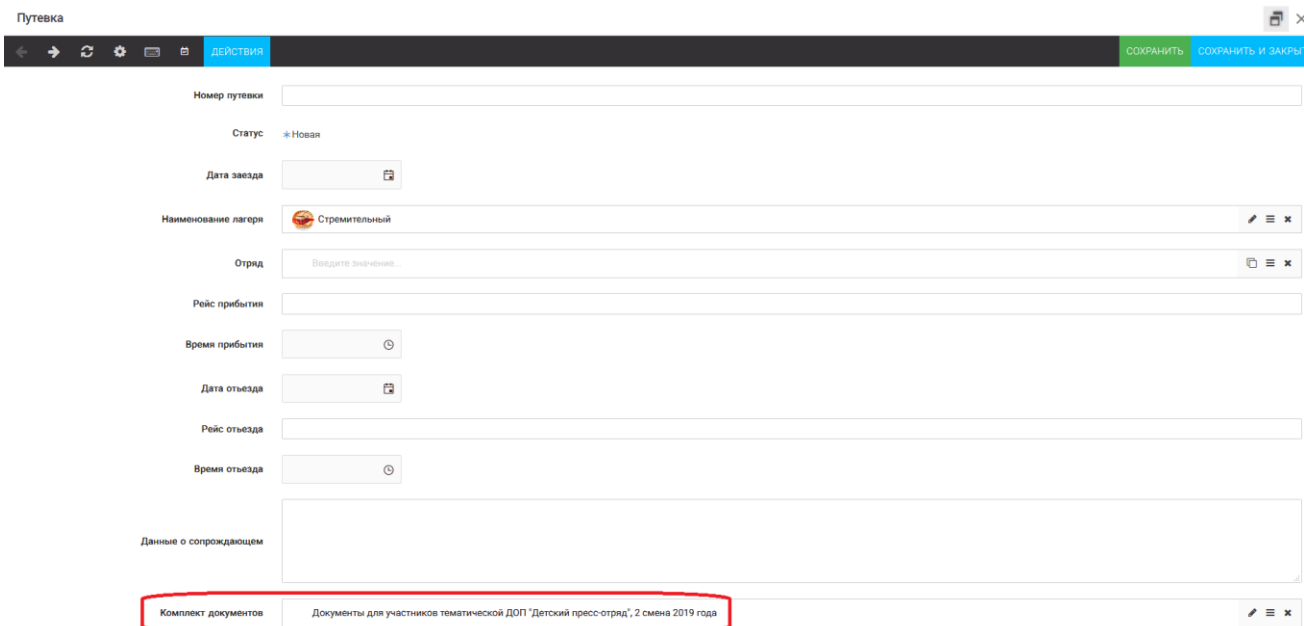 Путевка
ДЕЙСТВИЯ СОХРАНИТЬ СОХРАНИТЬ И ЗАКРЫТ
Номер путевки
Статус Новая
Дата заезда
Наименование лагеря Стремительный
Отряд Введите значение...
Рейс прибытия
Время прибытия
Дата отъезда
Рейс отъезда
Время отъезда
Данные о сопрождающем
Комплект документов Документы для участников тематической ДОП "Детский пресс-отряд", 2 смена 2019 года